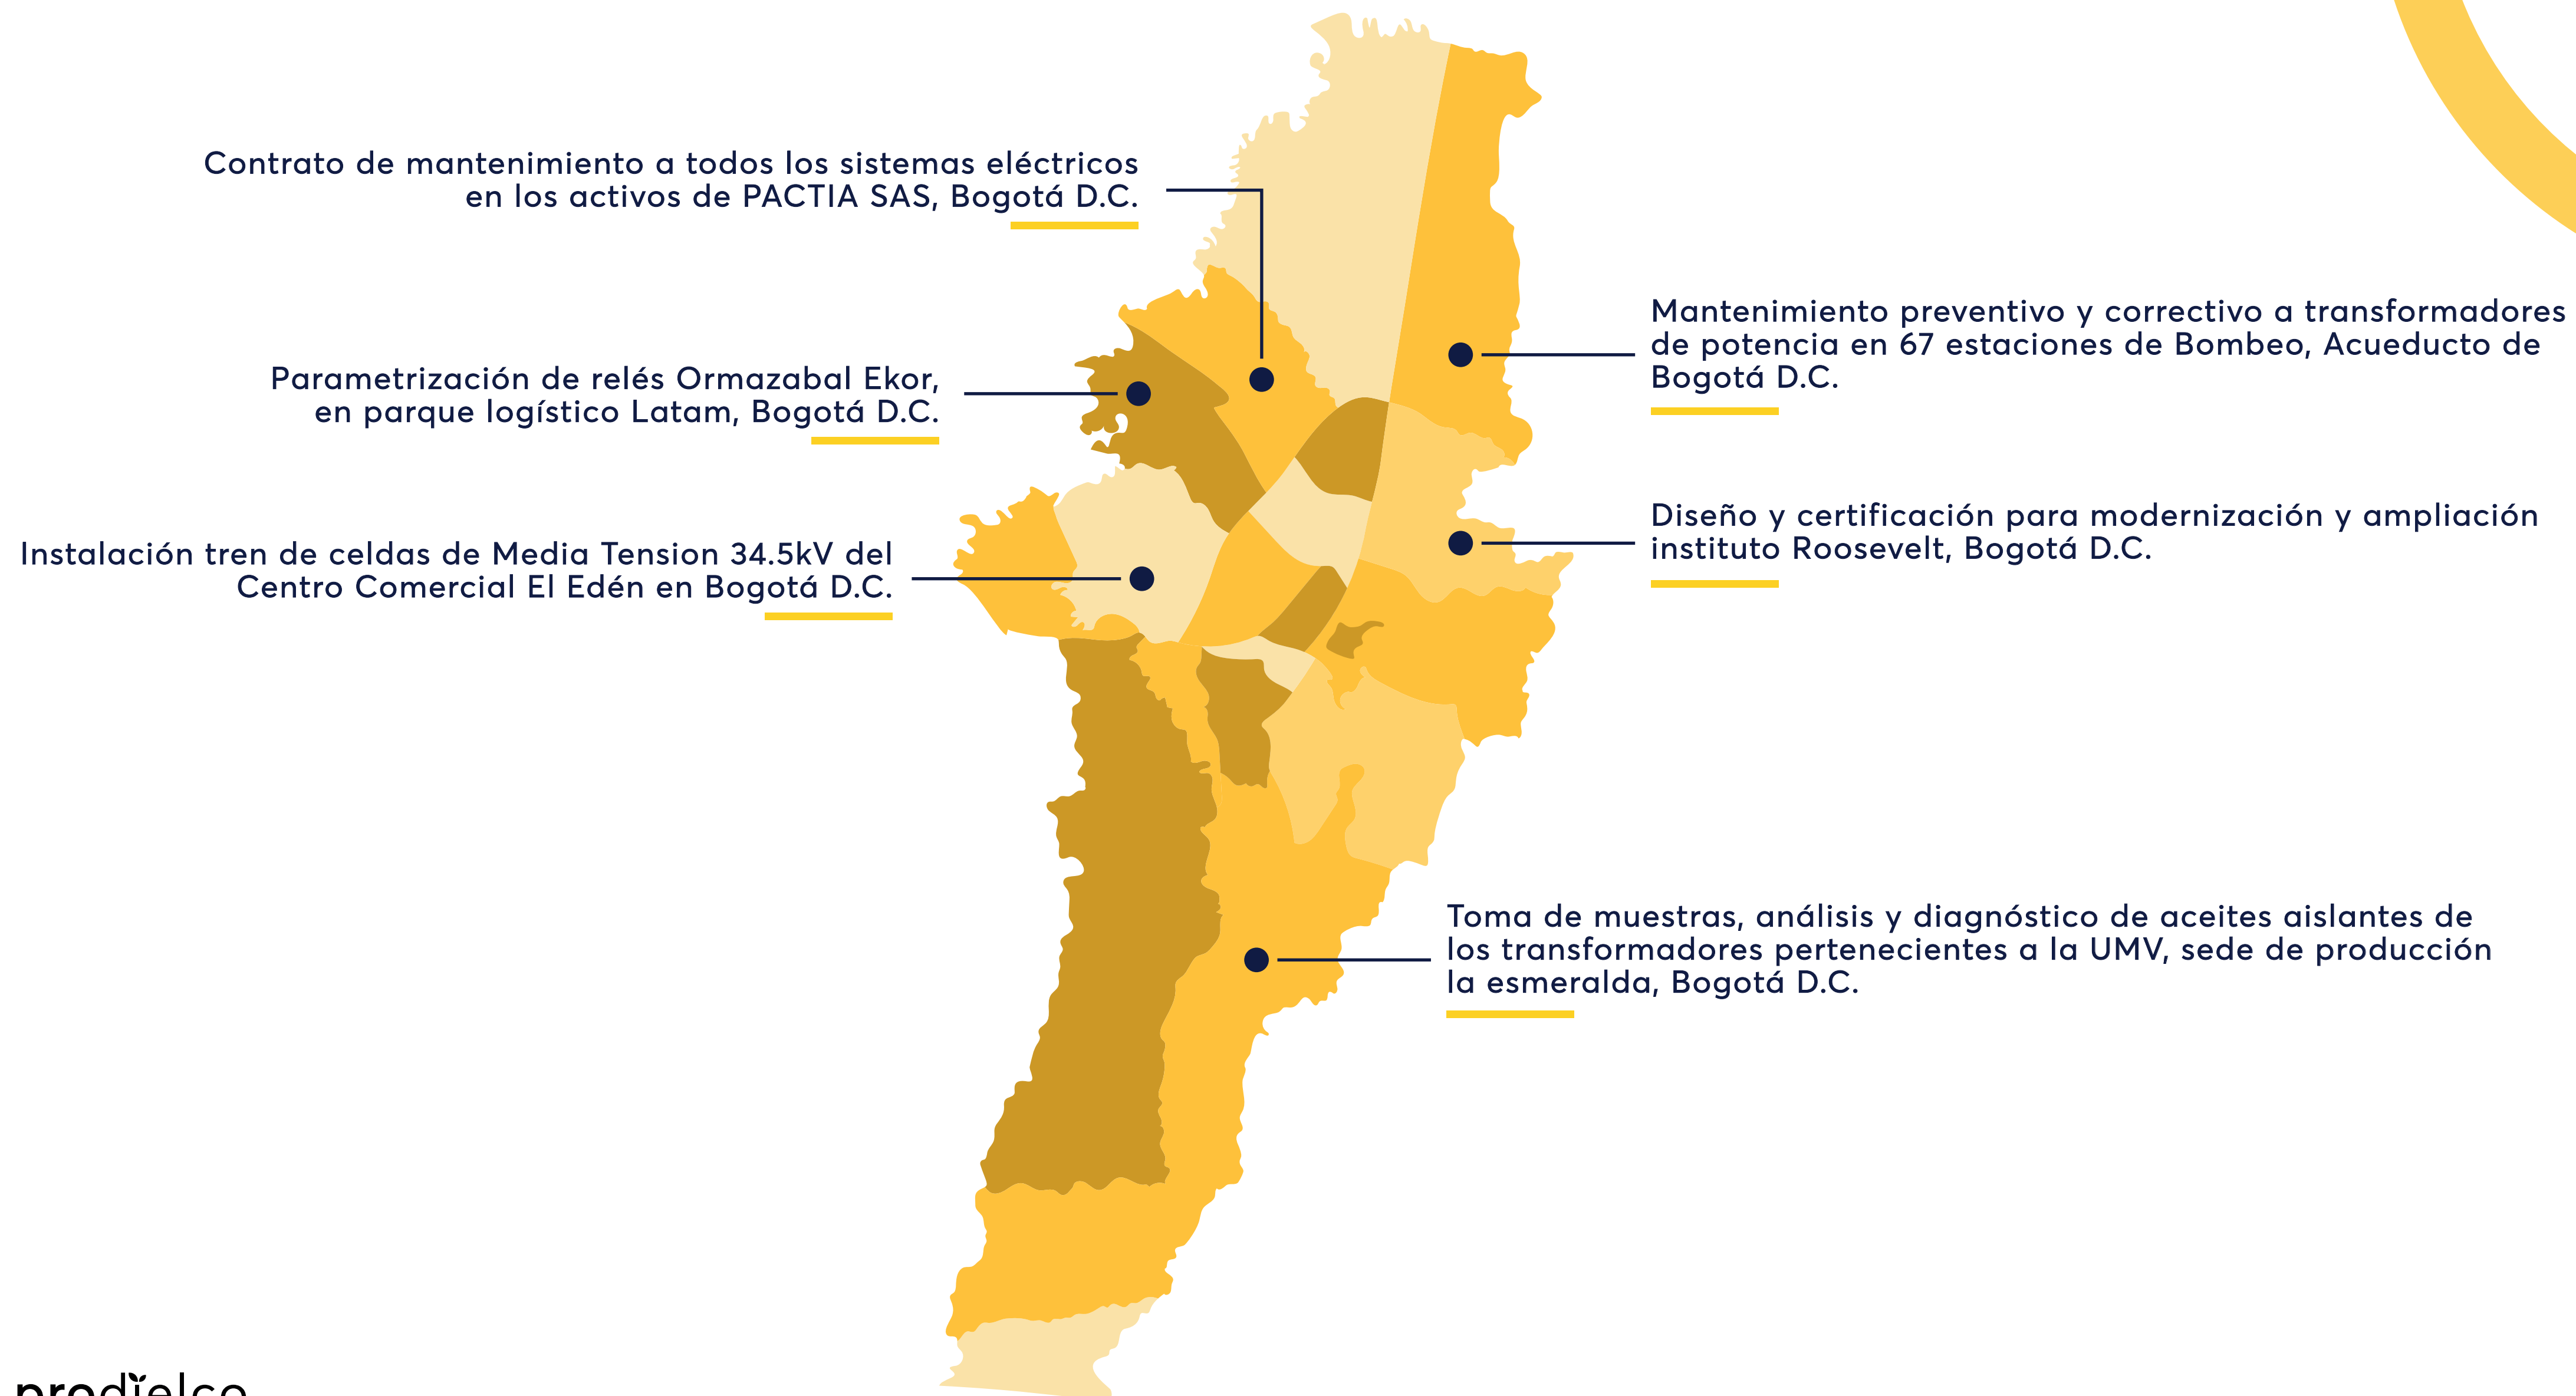 Contrato de mantenimiento a todos los sistemas eléctricos
en los activos de PACTIA SAS, Bogotá D.C.
Parametrización de relés Ormazabal Ekor,
en parque logístico Latam, Bogotá D.C.
Instalación tren de celdas de Media Tension 34.5kV del
Centro Comercial El Edén en Bogotá D.C.
Mantenimiento preventivo y correctivo a transformadores
de potencia en 67 estaciones de Bombeo, Acueducto de
Bogotá D.C.
Diseño y certificación para modernización y ampliación
instituto Roosevelt, Bogotá D.C.
Toma de muestras, análisis y diagnóstico de aceites aislantes de
los transformadores pertenecientes a la UMV, sede de producción
la esmeralda, Bogotá D.C.
prodielco